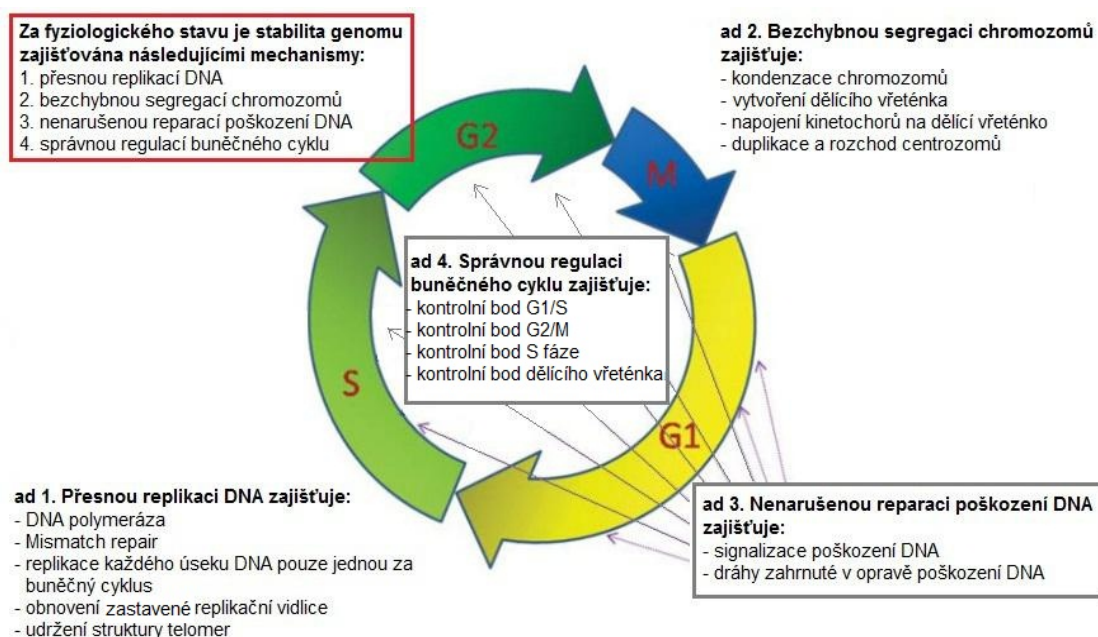 Za fyziologického stavu je stabilita genomu
zajišťována následujícími mechanismy:
1. přesnou replikací DNA
2. bezchybnou segregací chromozomů
3. nenarušenou reparací poškození DNA
4. správnou regulací buněčného cyklu
ad 2. Bezchybnou segregaci chromozomů
zajišťuje:
- kondenzace chromozomů
- vytvoření dělícího vřeténka
- napojení kinetochorů na dělící vřeténko
- duplikace a rozchod centrozomů
G2
M
ad 4. Správnou regulaci
buněčného cyklu zajišťuje:
- kontrolní bod G1/S
- kontrolní bod G2/M
- kontrolní bod S fáze
- kontrolní bod dělícího vřeténka
S
G1
ad 1. Přesnou replikaci DNA zajišťuje:
- DNA polymeráza
- Mismatch repair
- replikace každého úseku DNA pouze jednou za
buněčný cyklus
- obnovení zastavené replikační vidlice
- udržení struktury telomer
ad 3. Nenarušenou reparaci poškození DNA
zajišťuje:
- signalizace poškození DNA
- dráhy zahrnuté v opravě poškození DNA